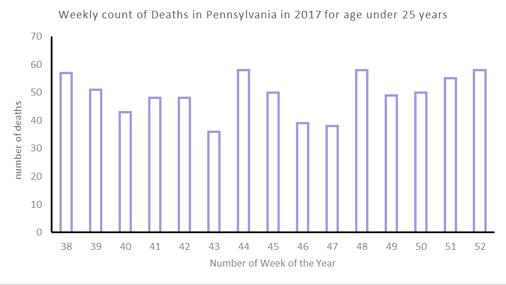 Weekly count of Deaths in Pennsylvania in 2017 for age under 25 years
number of deaths
70
60
50
40
30
20
10
0
38 39 40 41 42 43 44 45 46 47 48 49 50 51 52
Number of Week of the Year